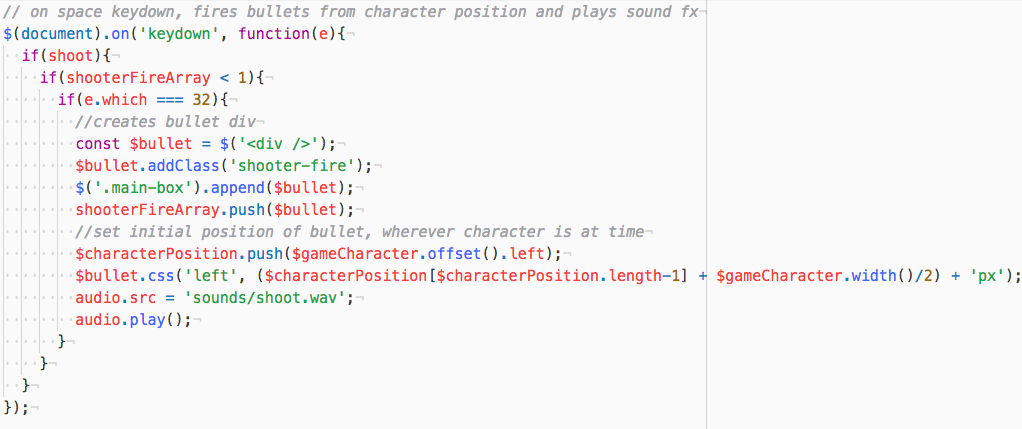 // on space keydown, fires bullets from character position and plays sound fx¬
$(document).on('keydown', function(e){¬
··if(shoot){¬
····if(shooterFireArray < 1){¬
······if(e.which === 32){¬
········//creates bullet div¬
········const $bullet = $('<div />');¬
········$bullet.addClass('shooter-fire');¬
········$('.main-box').append($bullet);¬
········shooterFireArray.push($bullet);¬
········//set initial position of bullet, wherever character is at time¬
········$characterPosition.push($gameCharacter.offset().left);¬
········$bullet.css('left', ($characterPosition[$characterPosition.length-1] + $gameCharacter.width()/2) + 'px');
········audio.src = 'sounds/shoot.wav';¬
········audio.play();¬
······}¬
····}¬
··}¬
});¬